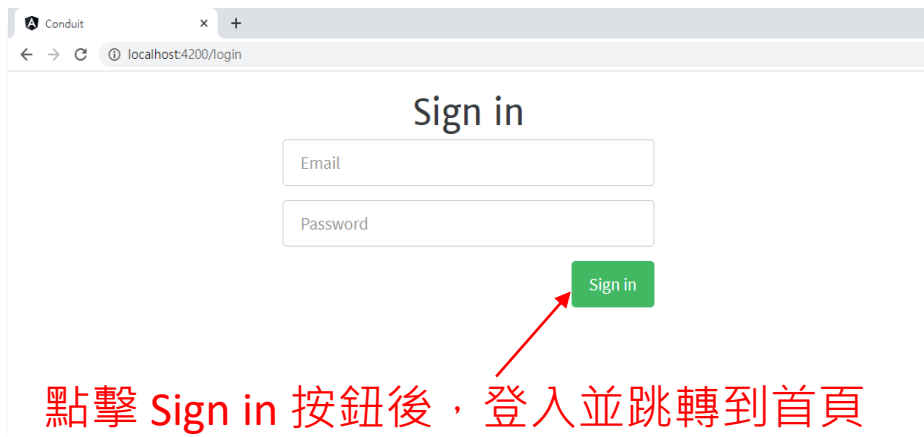 Conduit
localhost:4200/login
Sign in
Email
Password
Sign in
點擊 Sign in 按鈕後，登入並跳轉到首頁